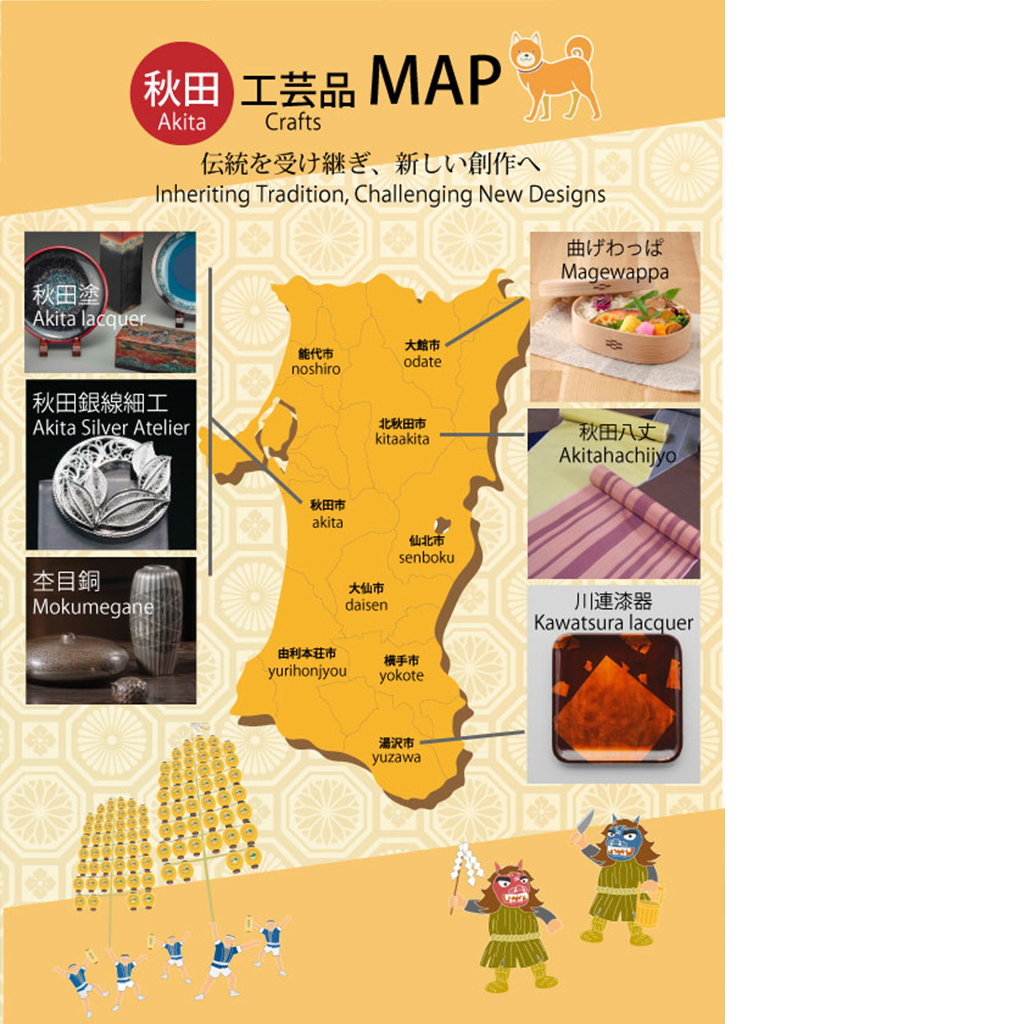 秋田
Akita
工芸品 MAP
Crafts
伝統を受け継ぎ、新しい創作へ
Inheriting Tradition, Challenging New Designs
秋田塗
Akita lacquer
秋田銀線細工
Akita Silver Atelier
杢目銅
Mokumegane
能代市
noshiro
大館市
odate
北秋田市
kitaakita
秋田市
akita
仙北市
senboku
大仙市
daisen
由利本荘市
yurihonjyou
横手市
yokote
湯沢市
yuzawa
曲げわっぱ
Magewappa
秋田八丈
Akitahachijyo
川連漆器
Kawatsura lacquer